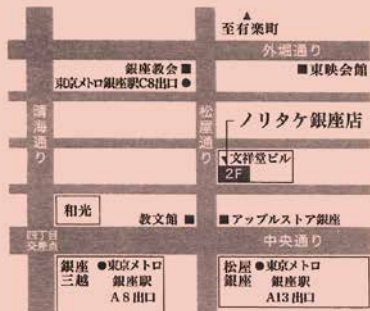 ▲
至有楽町
外堀通り
銀座教会■
■東映会館
東京メトロ銀座駅C8出口●
晴海通り
松屋通り
ノリタケ銀座店
▼文祥堂ビル
2F
和光
教文館■
■アップルストア銀座
四丁目
交差点
中央通り
銀座
三越
●東京メトロ
銀座駅
A8出口
松屋
銀座
●東京メトロ
銀座駅
A13出口